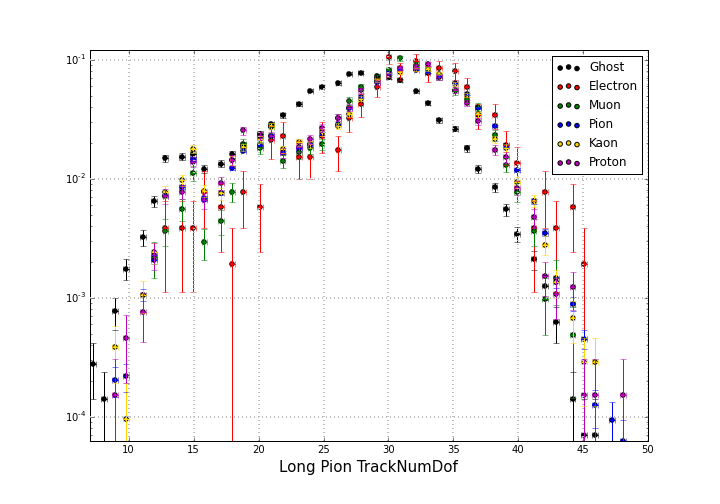 10⁻¹
10⁻²
10⁻³
10⁻⁴
Ghost
Electron
Muon
Pion
Kaon
Proton
10 15 20 25 30 35 40 45 50
Long Pion TrackNumDof